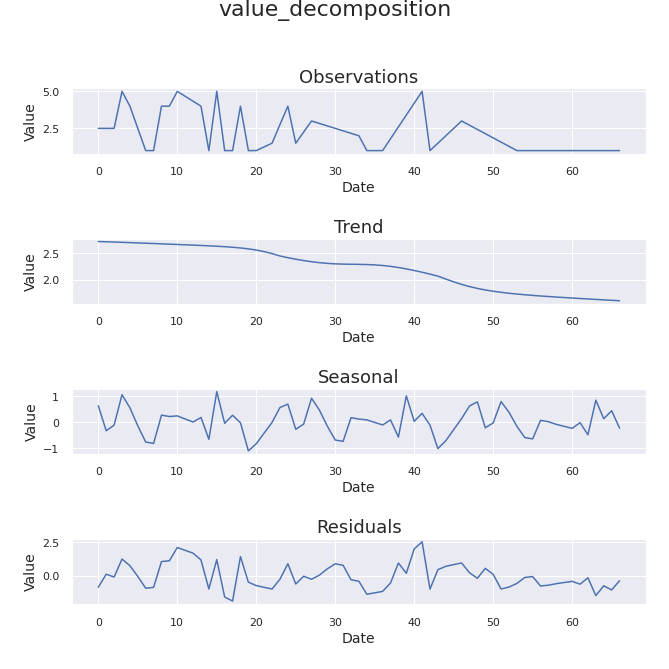 value_decomposition
Observations
5.0
2.5
Value
0 10 20 30 40 50 60
Date
Trend
2.5
2.0
Value
0 10 20 30 40 50 60
Date
Seasonal
1
0
−1
Value
0 10 20 30 40 50 60
Date
Residuals
2.5
0.0
Value
0 10 20 30 40 50 60
Date